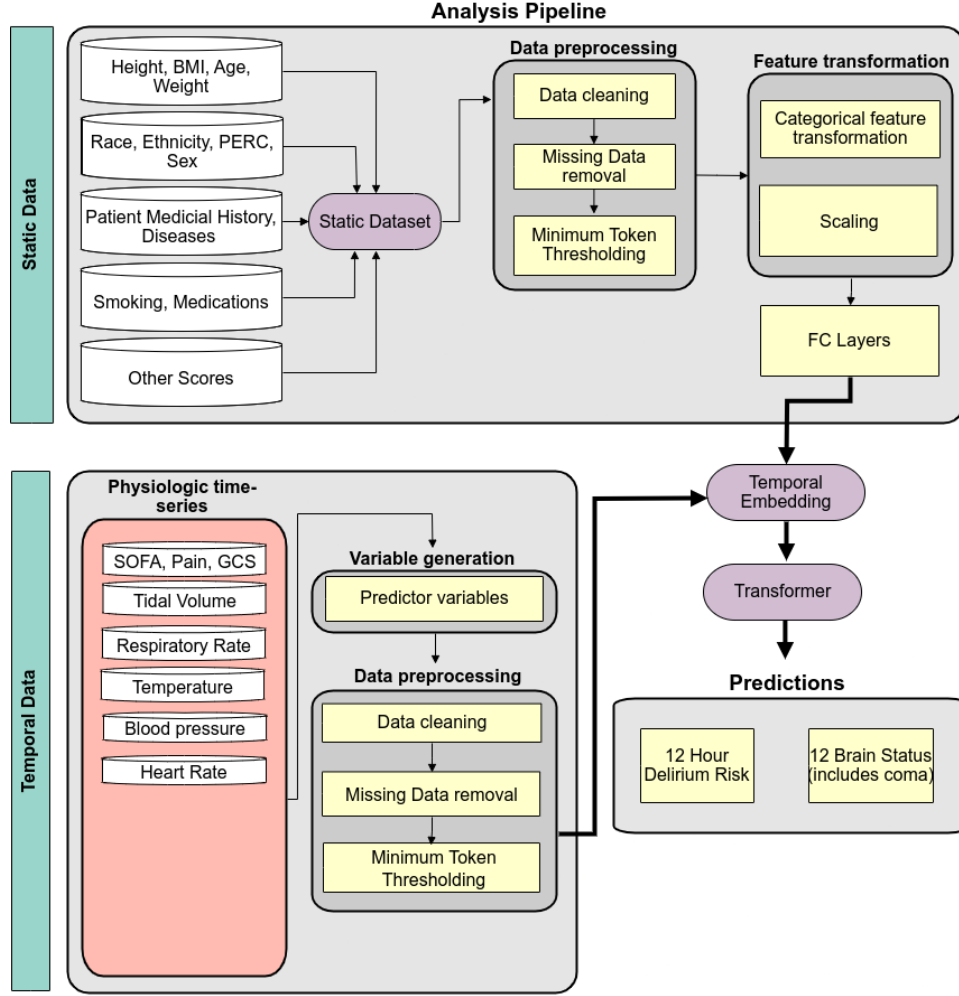 Analysis Pipeline
Static Data
Height, BMI, Age,
Weight
Race, Ethnicity, PERC,
Sex
Patient Medicial History,
Diseases
Smoking, Medications
Other Scores
Static Dataset
Data preprocessing
Data cleaning
Missing Data
removal
Minimum Token
Thresholding
Feature transformation
Categorical feature
transformation
Scaling
FC Layers
Temporal Data
Physiologic time-
series
SOFA, Pain, GCS
Tidal Volume
Respiratory Rate
Temperature
Blood pressure
Heart Rate
Variable generation
Predictor variables
Data preprocessing
Data cleaning
Missing Data removal
Minimum Token
Thresholding
Temporal
Embedding
Transformer
Predictions
12 Hour
Delirium Risk
12 Brain Status
(includes coma)